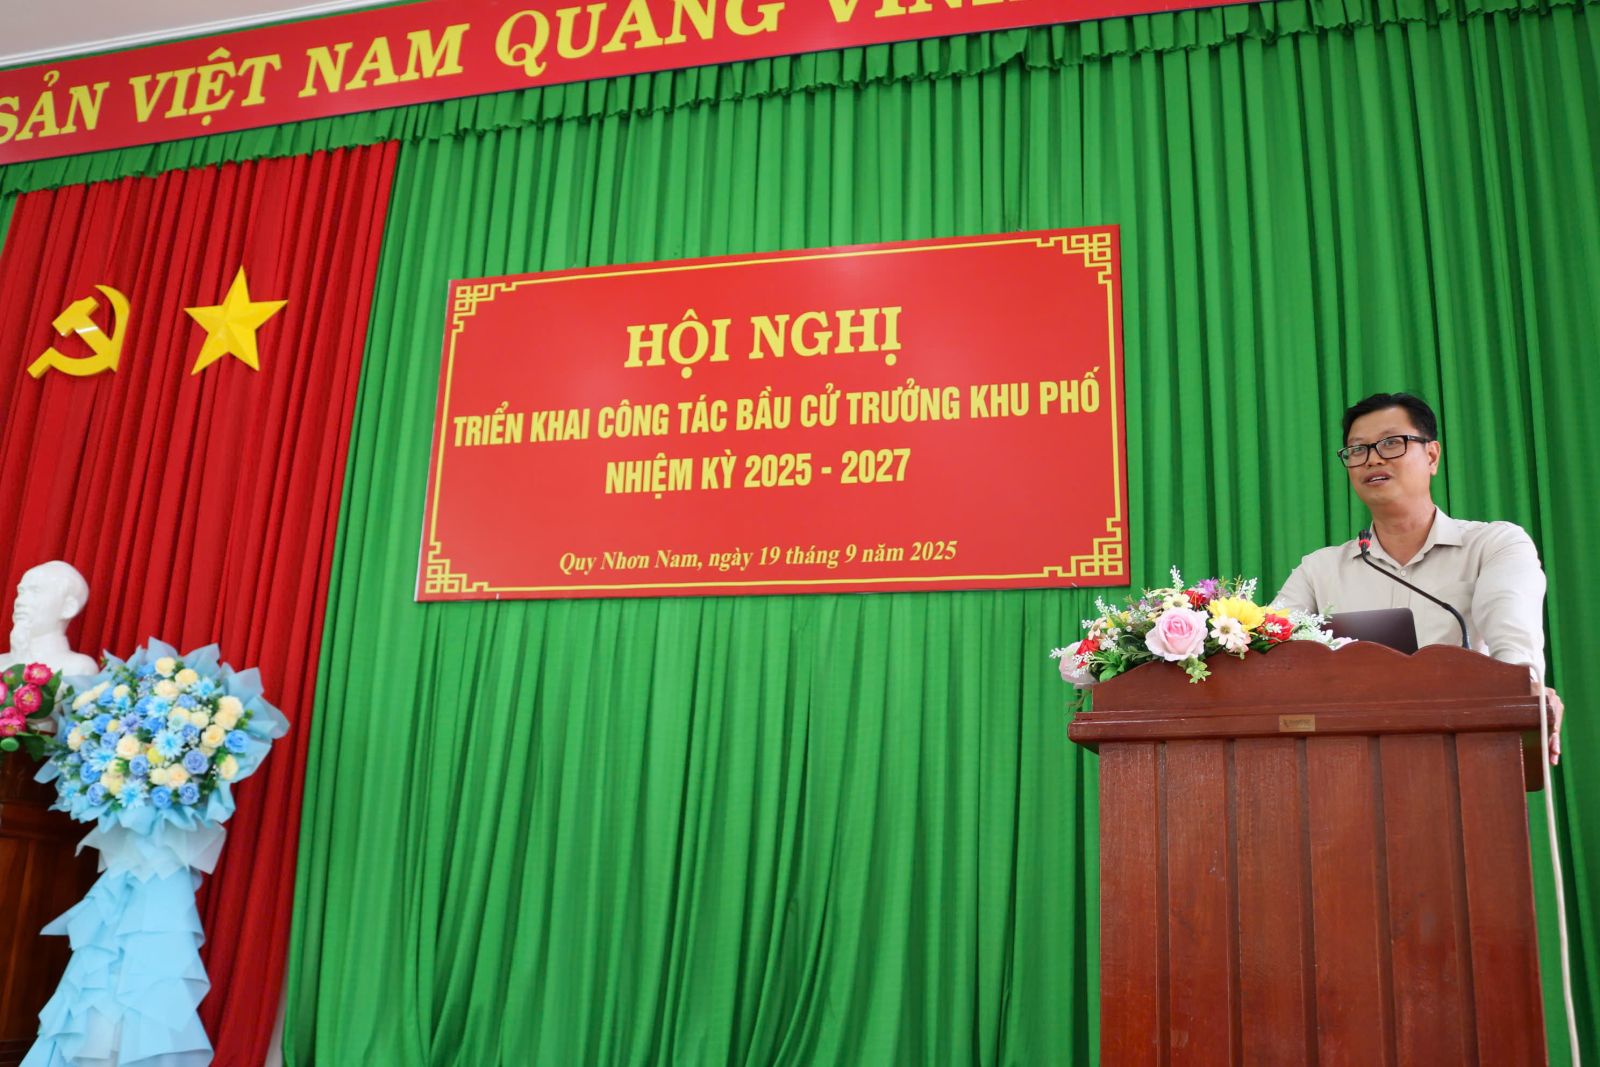 SẢN VIỆT NAM QUANG VINH
HỘI NGHỊ
TRIỂN KHAI CÔNG TÁC BẦU CỬ TRƯỞNG KHU PHỐ
NHIỆM KỲ 2025 - 2027
Quy Nhơn Nam, ngày 19 tháng 9 năm 2025